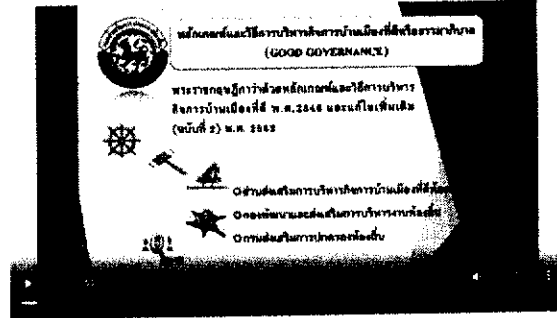 หลักเกณฑ์และวิธีการบริหารกิจการบ้านเมืองที่ดีหรือธรรมาภิบาล
(GOOD GOVERNANCE)
พระราชกฤษฎีกาว่าด้วยหลักเกณฑ์และวิธีการบริหาร
กิจการบ้านเมืองที่ดี พ.ศ.2546 และแก้ไขเพิ่มเติม
(ฉบับที่ 2) พ.ศ. 2562
ส่วนส่งเสริมการบริหารกิจการบ้านเมืองที่ดีท้อง
กองพัฒนาและส่งเสริมการบริหารงานท้องถิ่น
กรมส่งเสริมการปกครองท้องถิ่น